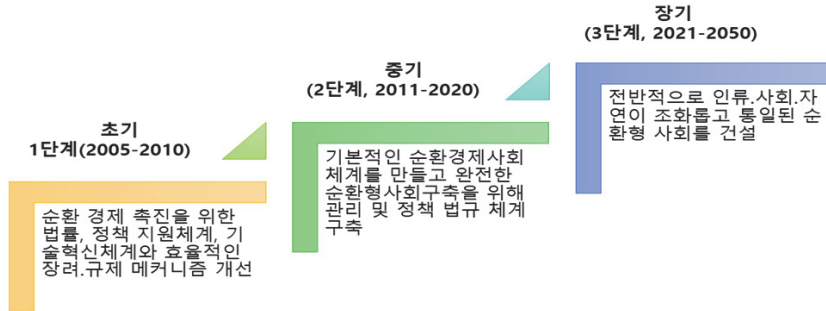 초기
1단계(2005-2010)
순환 경제 촉진을 위한
법률, 정책 지원체계, 기
술혁신체계와 효율적인
장려.규제 메커니즘 개선
중기
(2단계, 2011-2020)
기본적인 순환경제사회
체계를 만들고 완전한
순환형사회구축을 위해
관리 및 정책 법규 체계
구축
장기
(3단계, 2021-2050)
전반적으로 인류.사회.자
연이 조화롭고 통일된 순
환형 사회를 건설